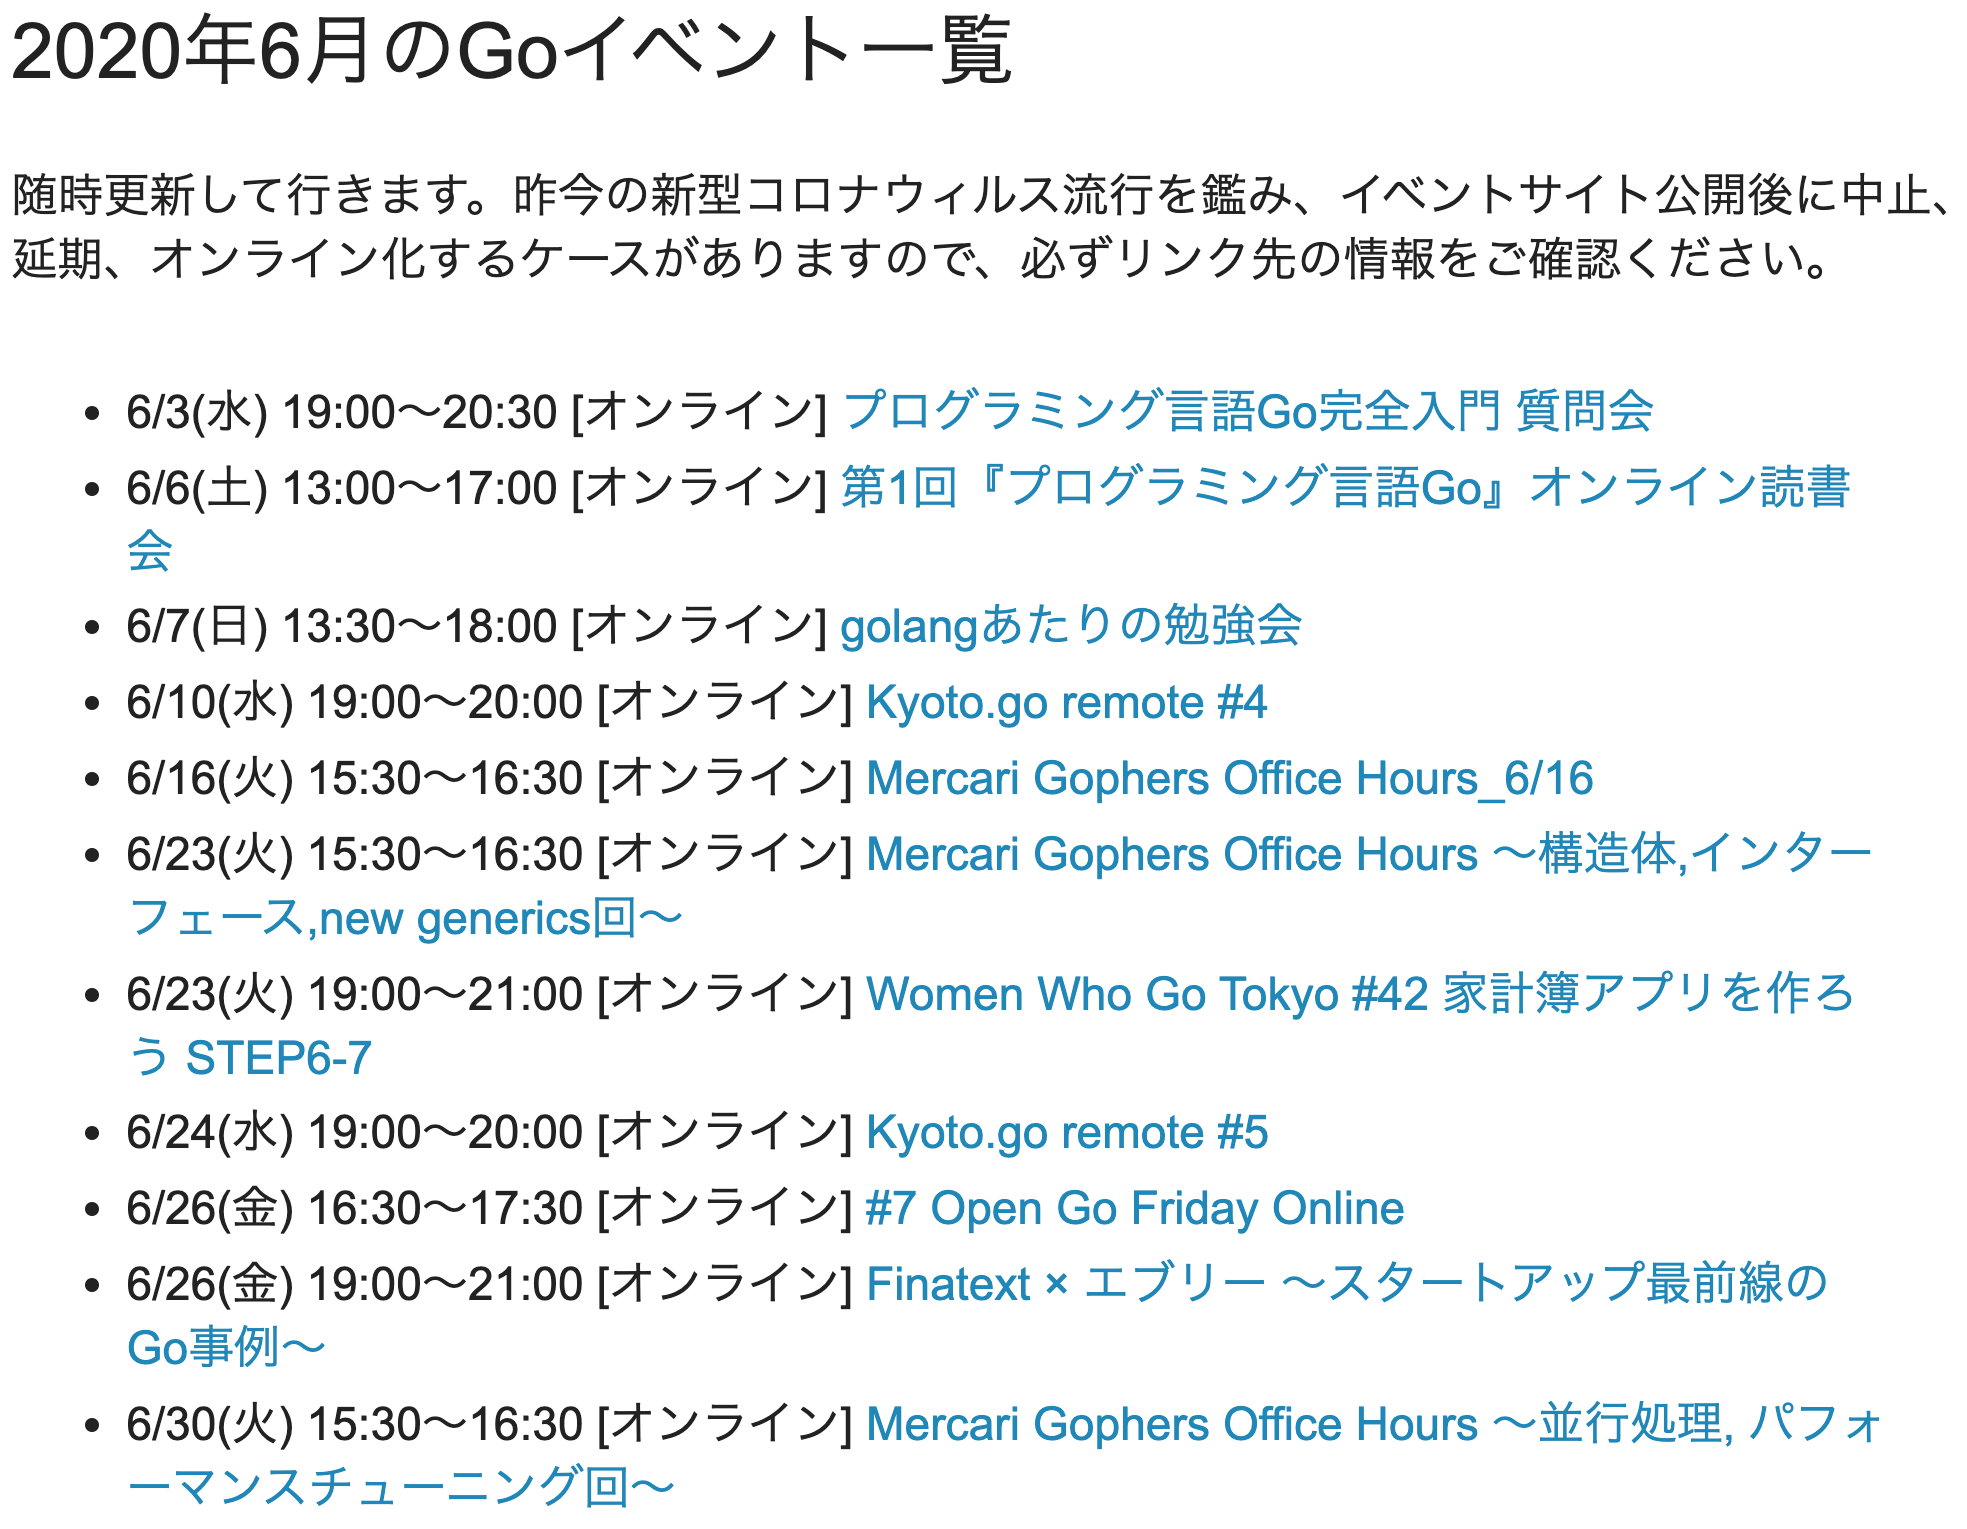 2020年6月のGoイベント一覧
随時更新して行きます。昨今の新型コロナウィルス流行を鑑み、イベントサイト公開後に中止、
延期、オンライン化するケースがありますので、必ずリンク先の情報をご確認ください。
• 6/3(水) 19:00〜20:30 [オンライン] プログラミング言語Go完全入門 質問会
• 6/6(土) 13:00〜17:00 [オンライン] 第1回『プログラミング言語Go』オンライン読書
会
• 6/7(日) 13:30〜18:00 [オンライン] golangあたりの勉強会
• 6/10(水) 19:00〜20:00 [オンライン] Kyoto.go remote #4
• 6/16(火) 15:30〜16:30 [オンライン] Mercari Gophers Office Hours_6/16
• 6/23(火) 15:30〜16:30 [オンライン] Mercari Gophers Office Hours 〜構造体,インター
フェース,new generics回〜
• 6/23(火) 19:00〜21:00 [オンライン] Women Who Go Tokyo #42 家計簿アプリを作ろ
う STEP6-7
• 6/24(水) 19:00〜20:00 [オンライン] Kyoto.go remote #5
• 6/26(金) 16:30〜17:30 [オンライン] #7 Open Go Friday Online
• 6/26(金) 19:00〜21:00 [オンライン] Finatext × エブリー 〜スタートアップ最前線の
Go事例〜
• 6/30(火) 15:30〜16:30 [オンライン] Mercari Gophers Office Hours 〜並行処理, パフォ
ーマンスチューニング回〜